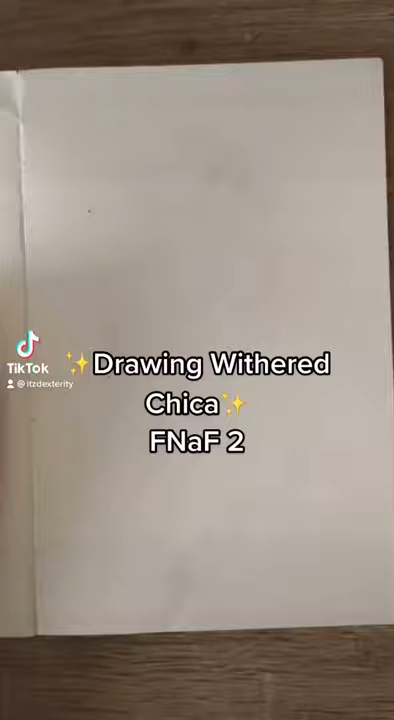 TikTok
@itzdexterity
✨Drawing Withered
Chica✨
FNaF 2